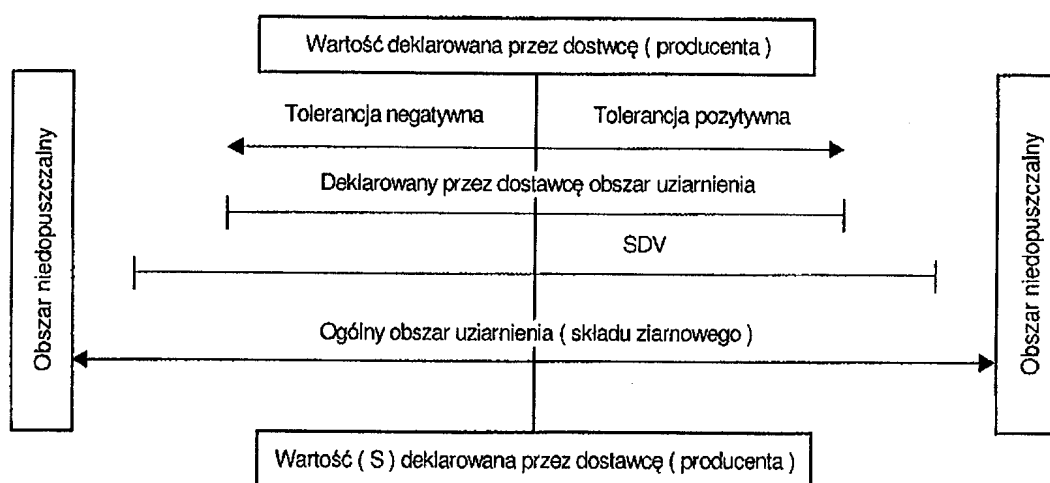 Wartość deklarowana przez dostwcę ( producenta )
Obszar niedopuszczalny
Tolerancja negatywna
Tolerancja pozytywna
Deklarowany przez dostawcę obszar uziarnienia
SDV
Ogólny obszar uziarnienia ( składu ziarnowego )
Obszar niedopuszczalny
Wartość ( S ) deklarowana przez dostawcę ( producenta )